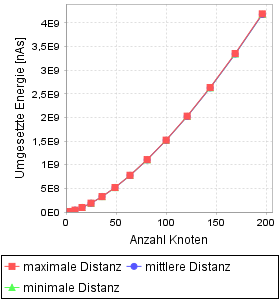 Umgesetzte Energie [nAs]
4E9
3,5E9
3E9
2,5E9
2E9
1,5E9
1E9
5E8
0E0
0 50 100 150 200
Anzahl Knoten
maximale Distanz mittlere Distanz
minimale Distanz